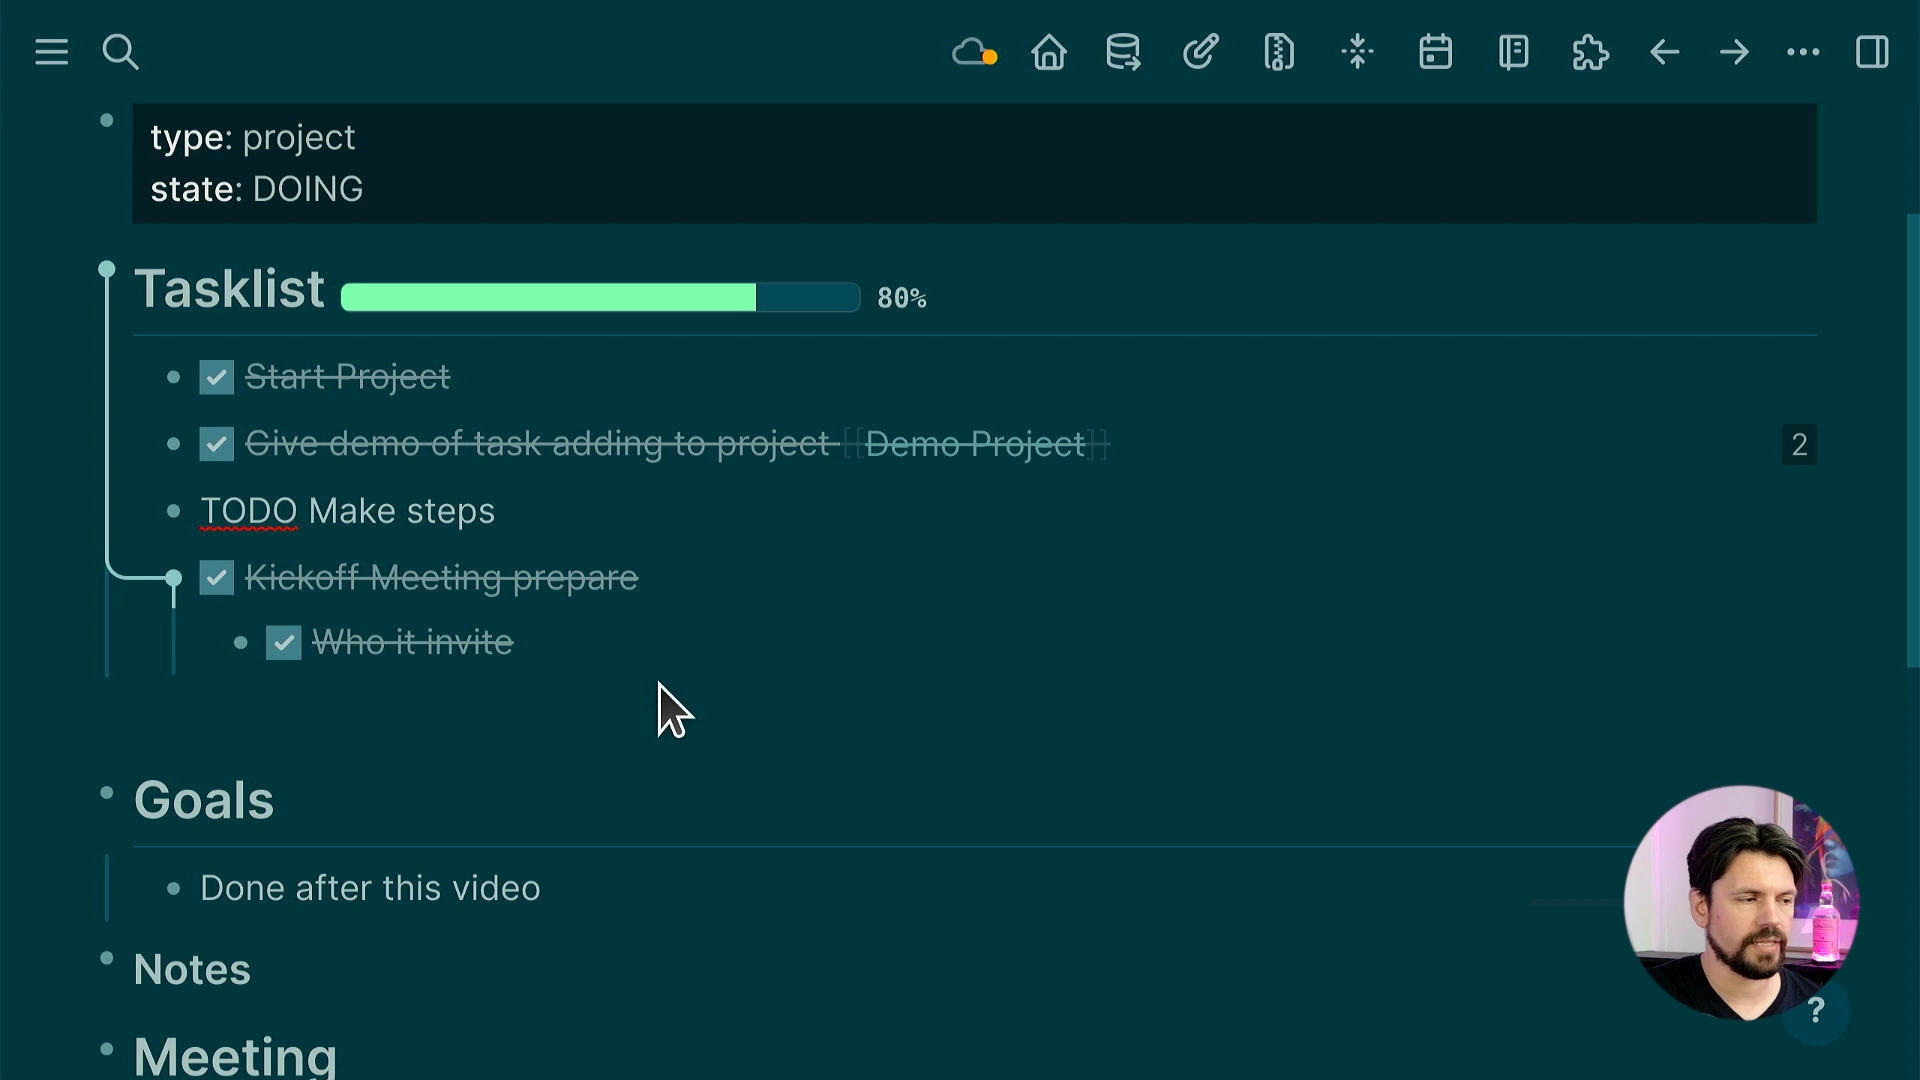 type: project
state: DOING
Tasklist 80%
Start Project
Give demo of task adding to project [[Demo Project]] 2
TODO Make steps
Kickoff Meeting prepare
Who it invite
Goals
Done after this video
Notes
Meeting
?